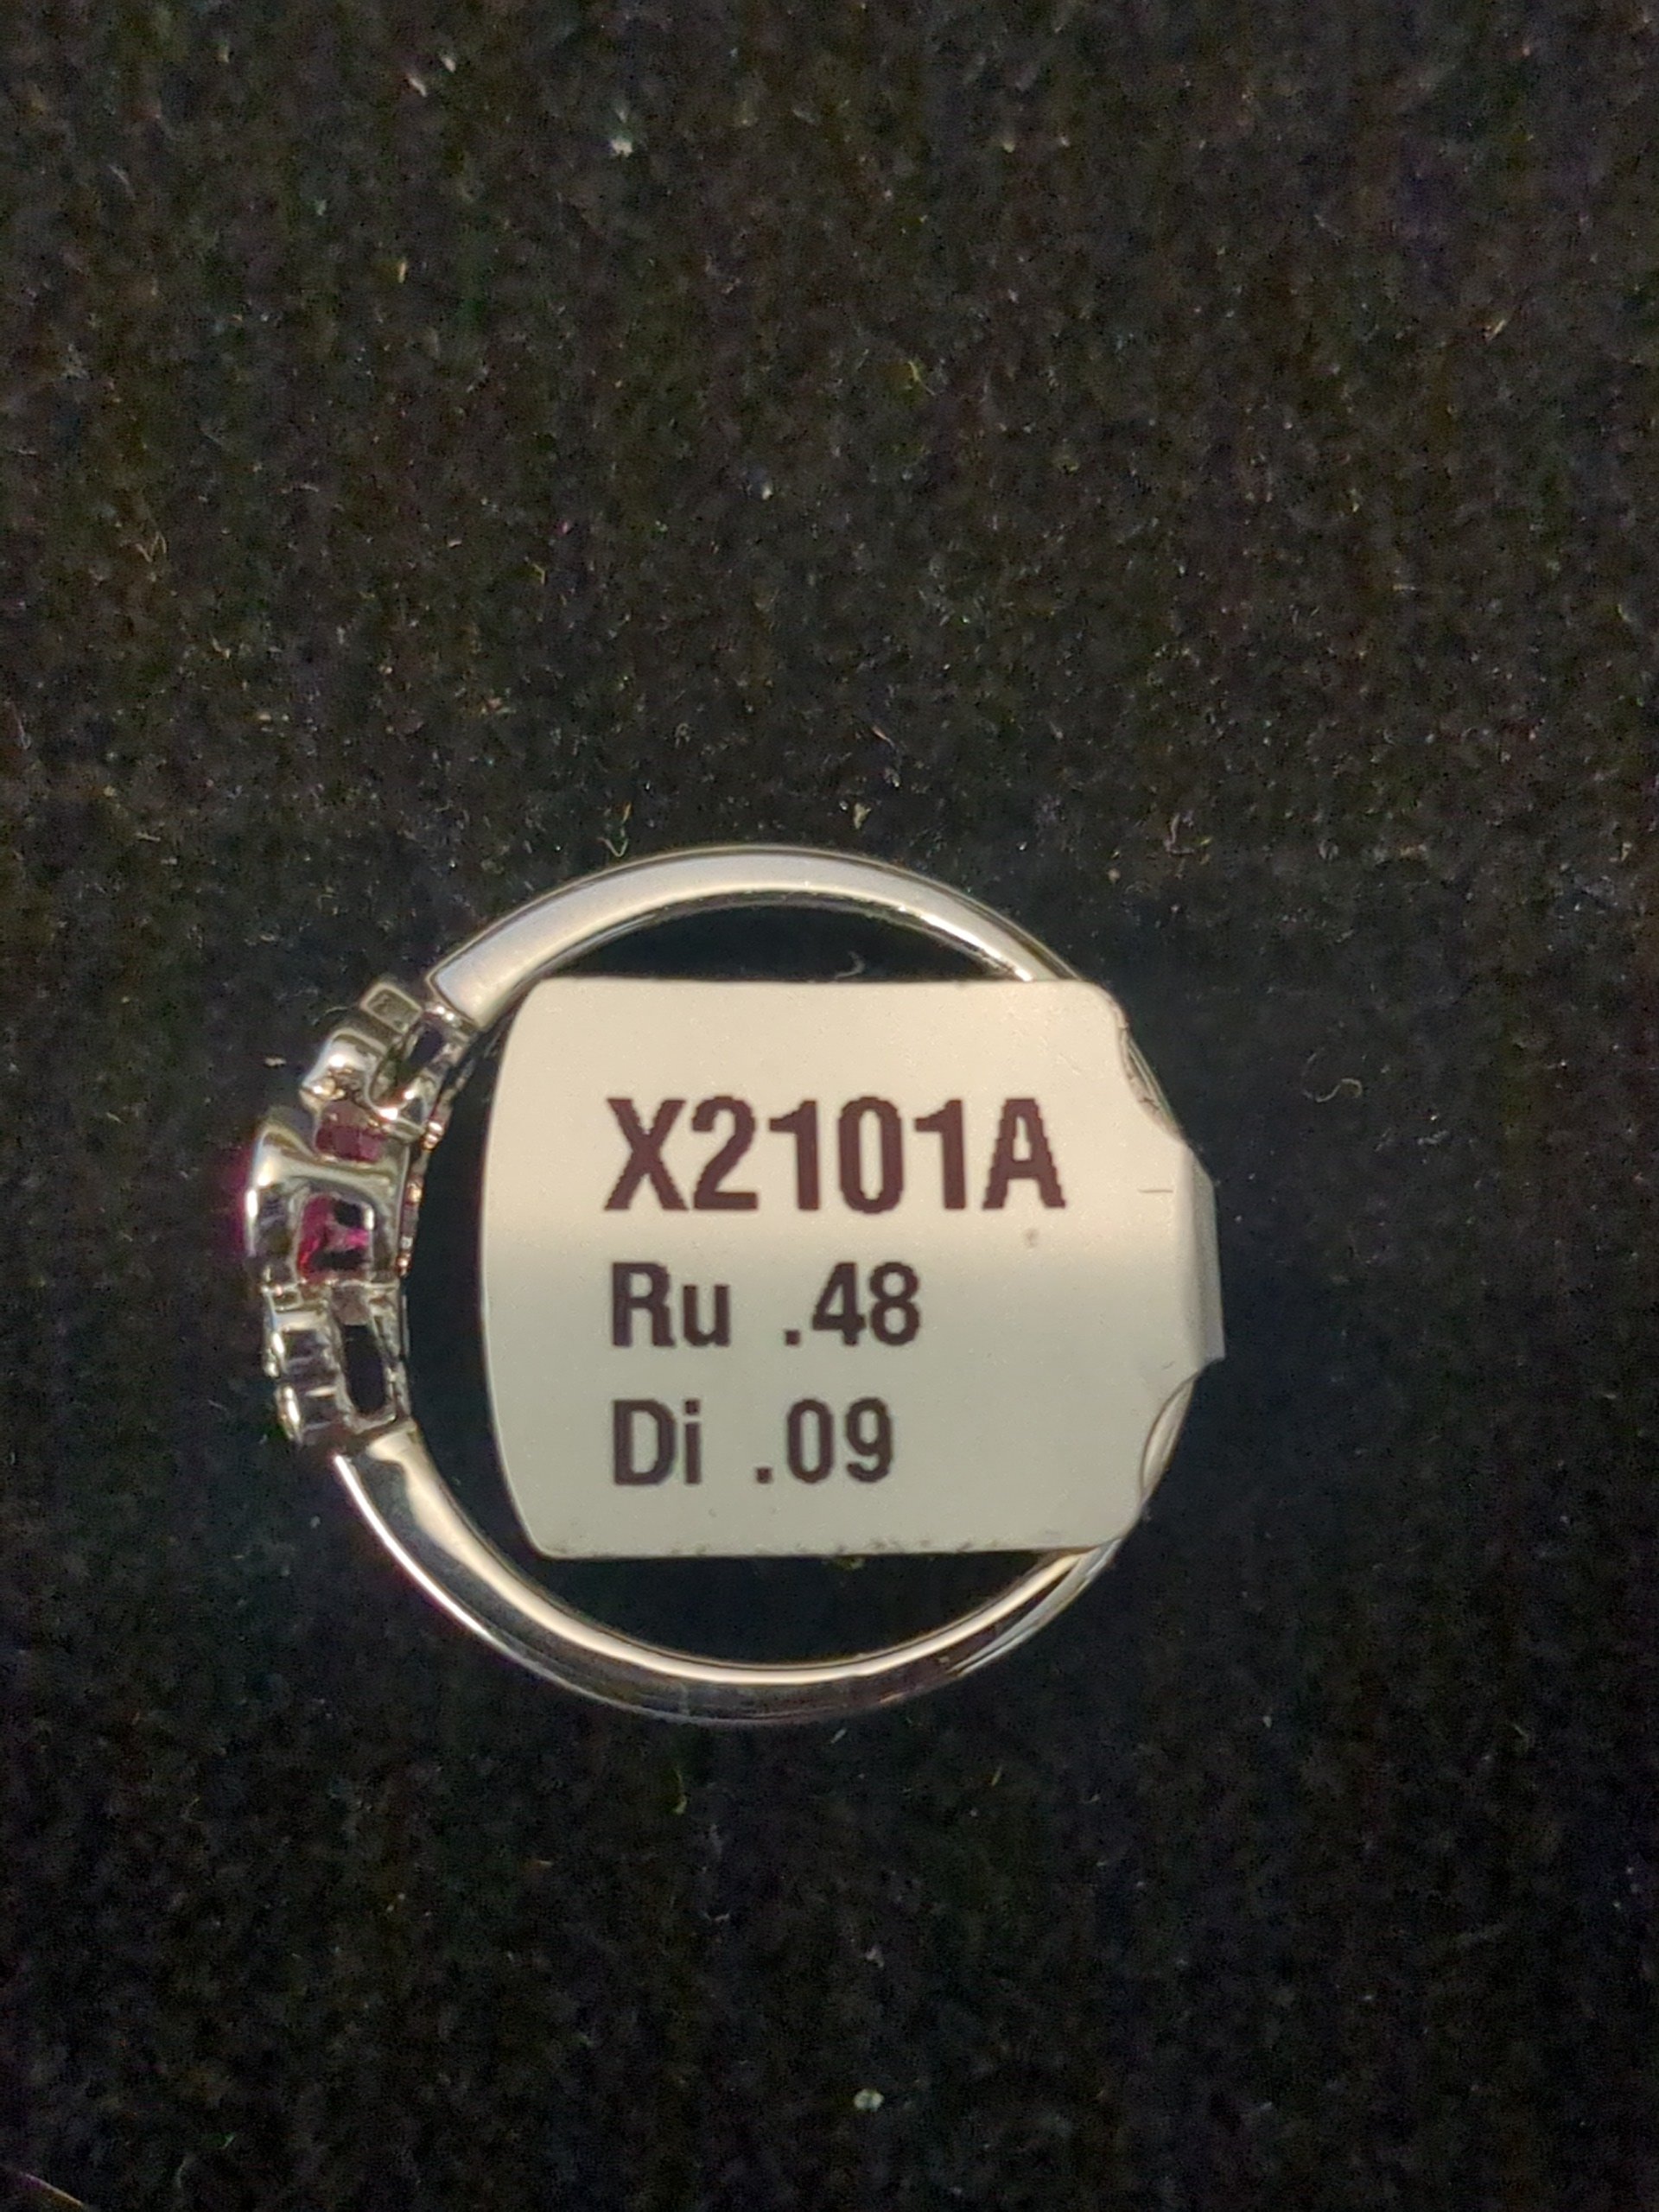 X2101A
Ru .48
Di .09